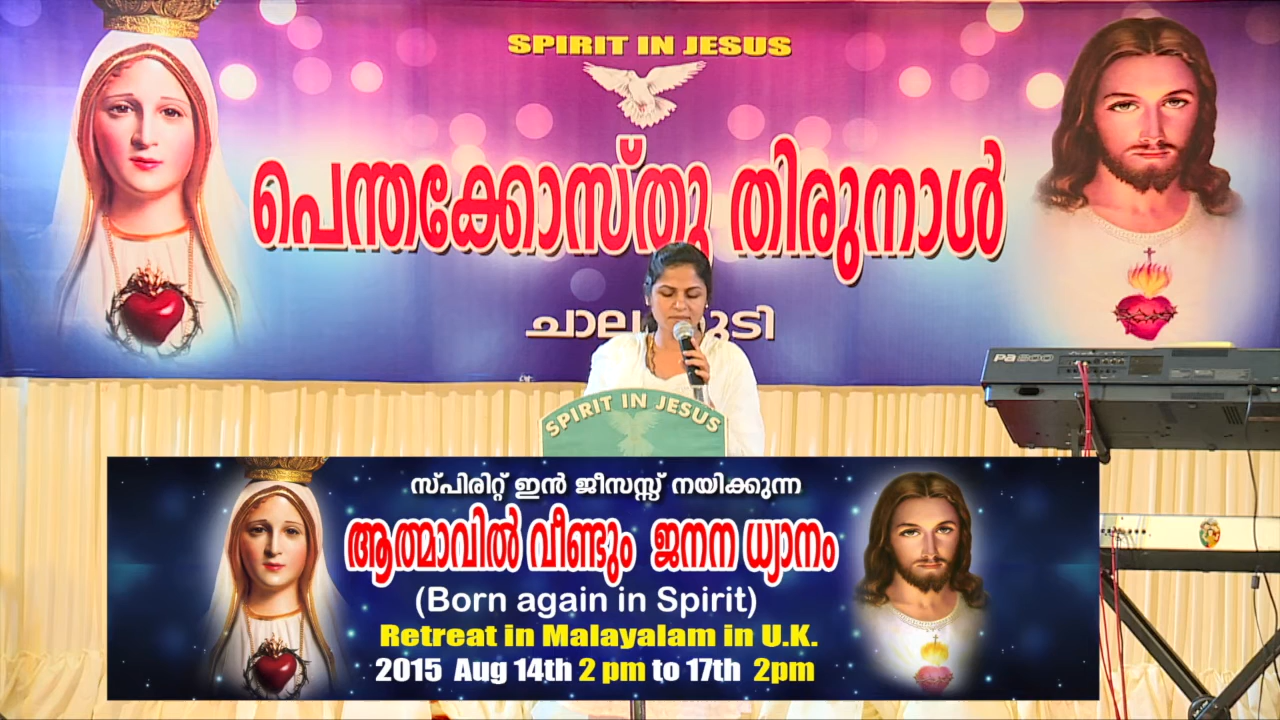 SPIRIT IN JESUS
പെന്തക്കോസ്തു തിരുനാൾ
PA800
SPIRIT IN JESUS
സ്പിരിറ്റ് ഇൻ ജീസസ്സ് നയിക്കുന്ന
ആത്മാവിൽ വീണ്ടും ജനന ധ്യാനം
(Born again in Spirit)
Retreat in Malayalam in U.K.
2015 Aug 14th 2 pm to 17th 2pm